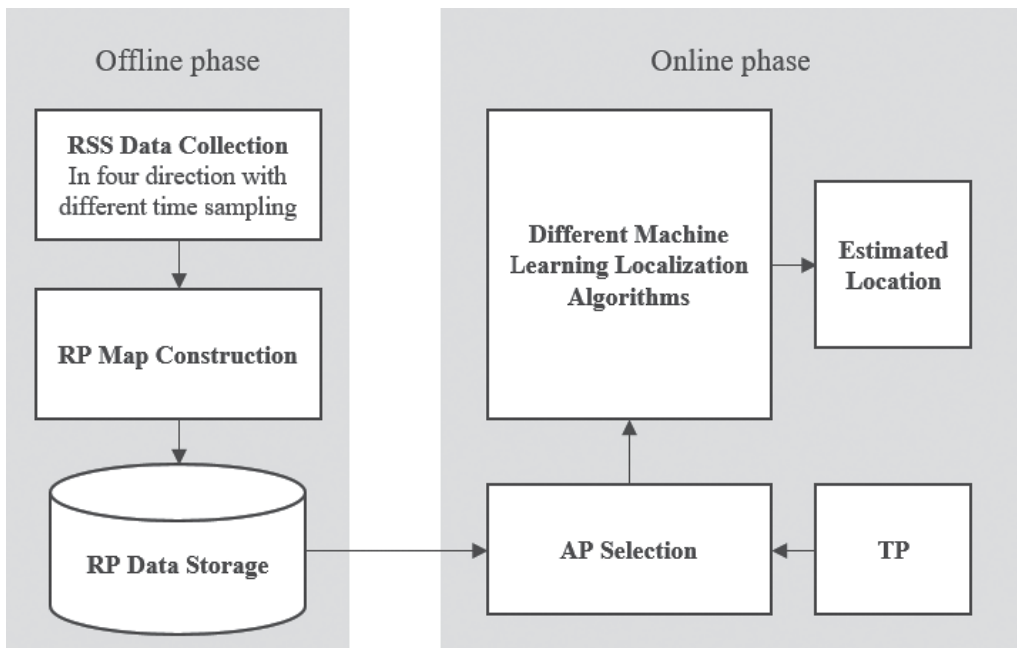 Offline phase
RSS Data Collection
In four direction with
different time sampling
RP Map Construction
RP Data Storage
Online phase
Different Machine
Learning Localization
Algorithms
Estimated
Location
AP Selection
TP